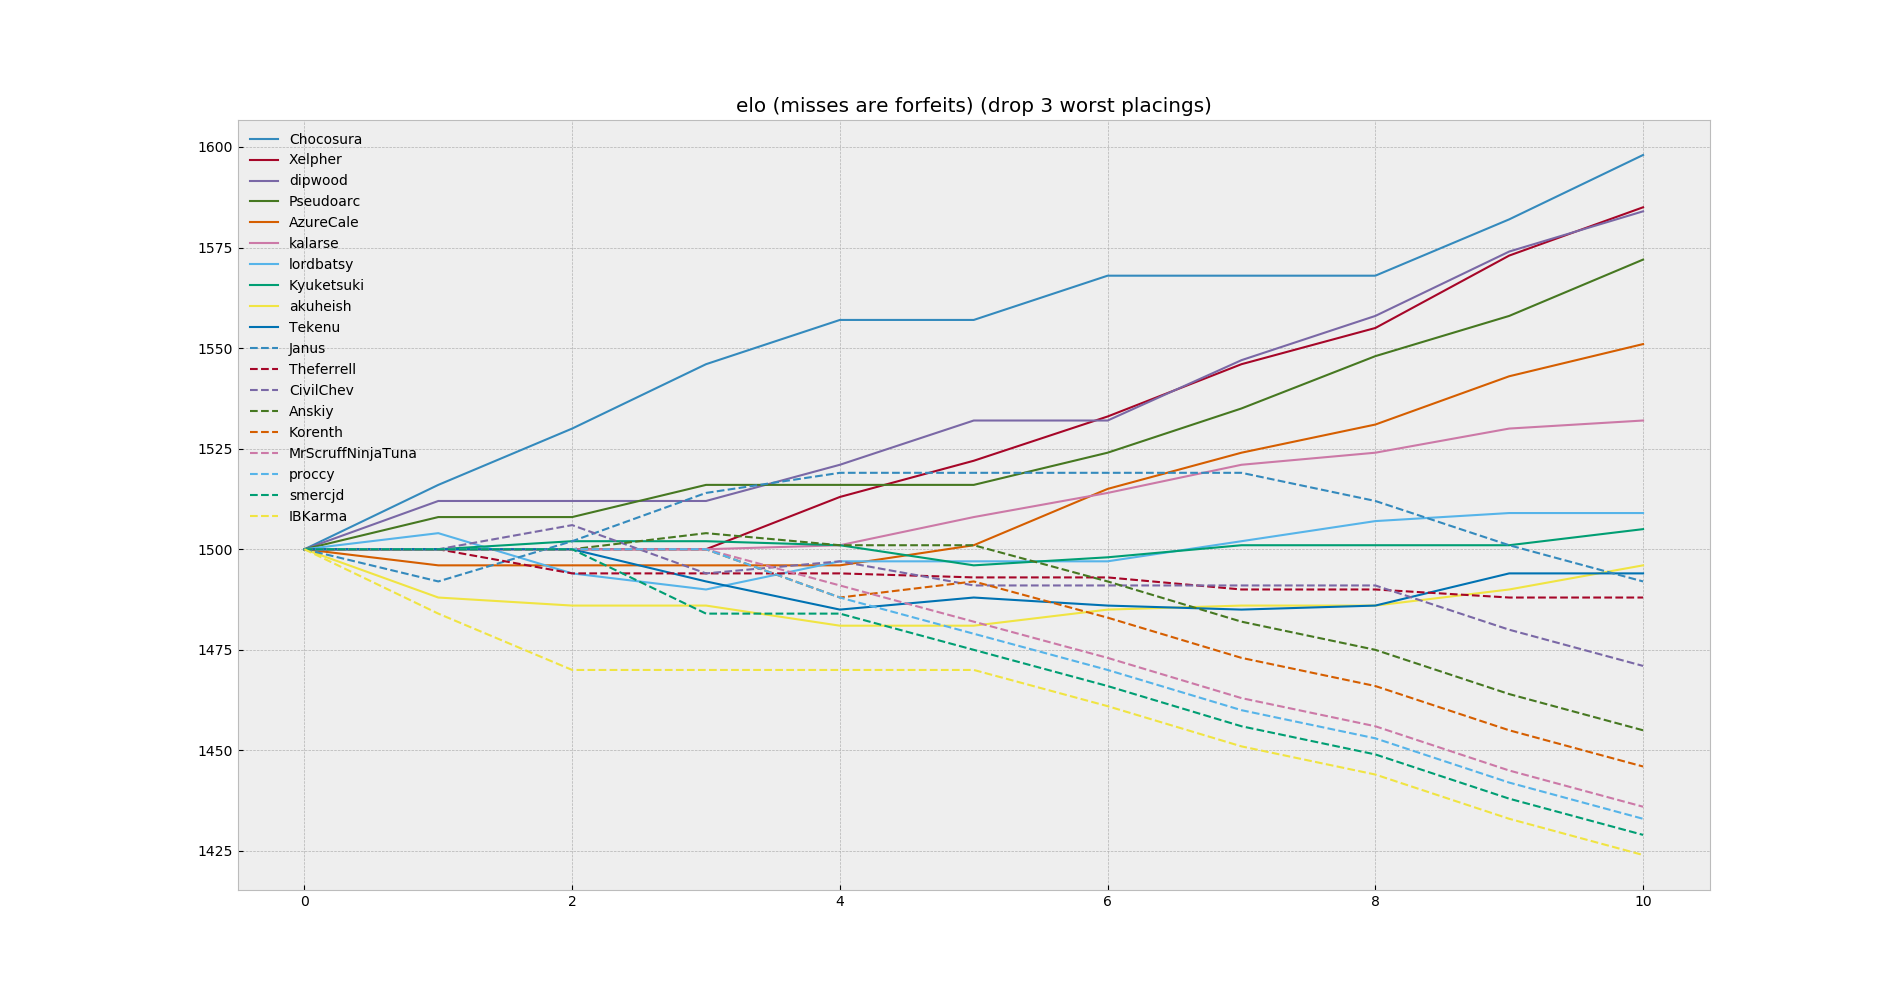 elo (misses are forfeits) (drop 3 worst placings)
1600
1575
1550
1525
1500
1475
1450
1425
Chocosura
Xelpher
dipwood
Pseudoarc
AzureCale
kalarse
lordbatsy
Kyuketsuki
akuheish
Tekenu
Janus
Theferrell
CivilChev
Anskiy
Korenth
MrScruffNinjaTuna
proccy
smercjd
IBKarma
0 2 4 6 8 10